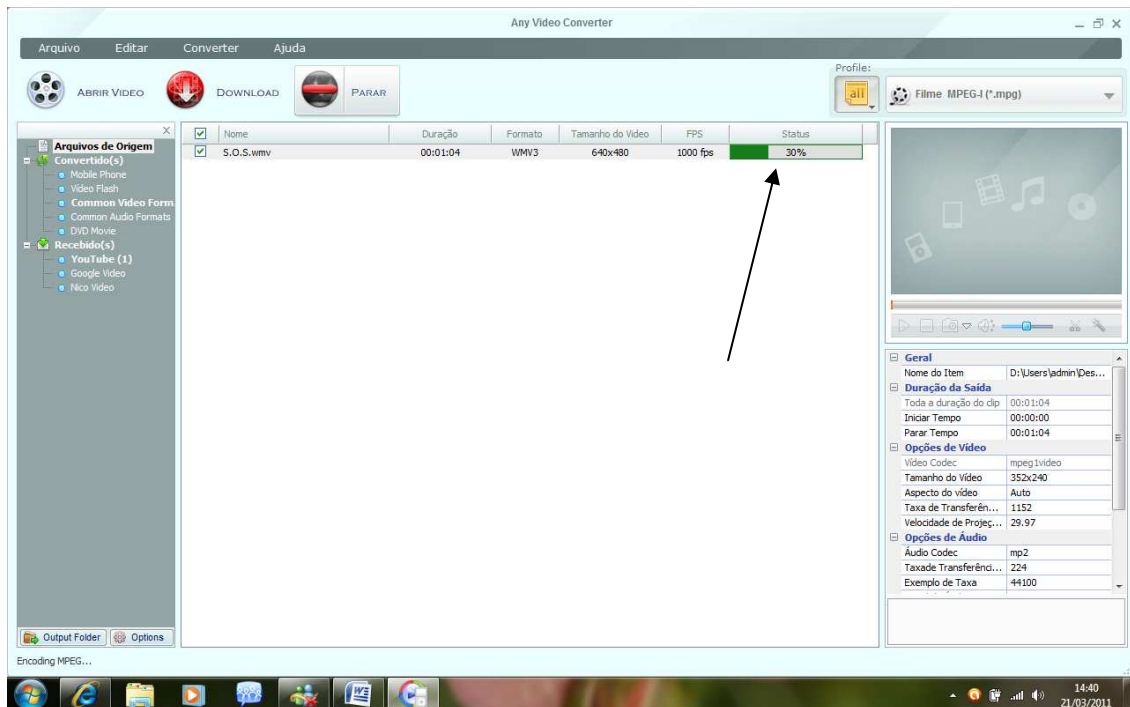 Any Video Converter
Arquivo Editar Converter Ajuda
ABRIR VIDEO DOWNLOAD PARAR
Profile:
all
Filme MPEG-I (*.mpg)
Arquivos de Origem
Convertido(s)
Mobile Phone
Vídeo Flash
Common Video Form
Common Audio Formats
DVD Movie
Recebido(s)
YouTube (1)
Google Video
Nico Video
Nome Duração Formato Tamanho do Video FPS Status
S.O.S.wmv 00:01:04 WMV3 640x480 1000 fps 30%
Geral
Nome do Item D:\Users\admin\Des...
Duração da Saída
Toda a duração do clip 00:01:04
Iniciar Tempo 00:00:00
Parar Tempo 00:01:04
Opções de Vídeo
Vídeo Codec mpeg1video
Tamanho do Vídeo 352x240
Aspecto do vídeo Auto
Taxa de Transferên... 1152
Velocidade de Projeç... 29.97
Opções de Áudio
Áudio Codec mp2
Taxade Transferênci... 224
Exemplo de Taxa 44100
Output Folder Options
Encoding MPEG...
14:40
21/03/2011